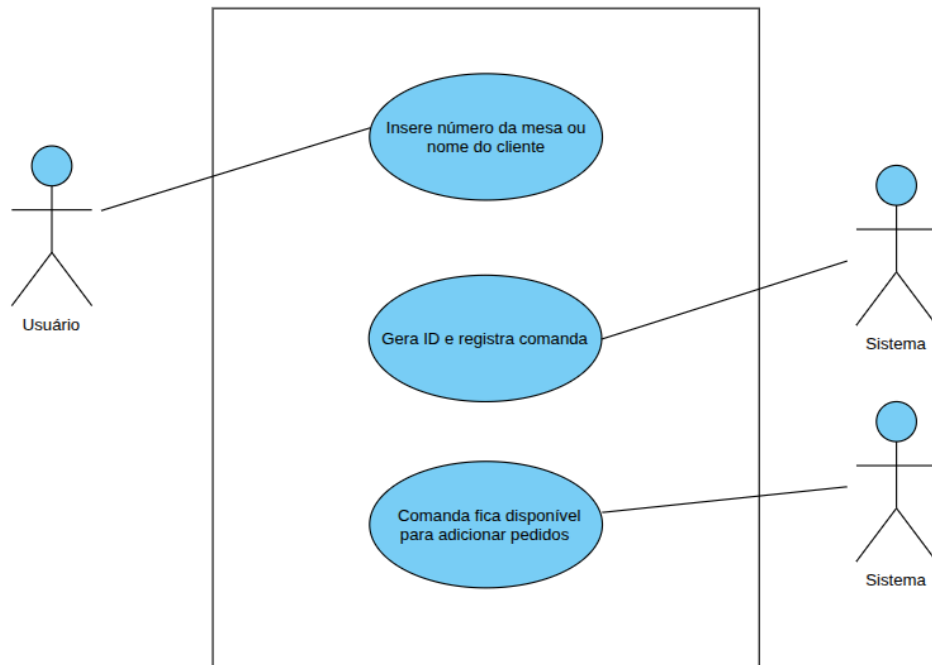 Insere número da mesa ou
nome do cliente
Usuário
Gera ID e registra comanda
Sistema
Comanda fica disponível
para adicionar pedidos
Sistema